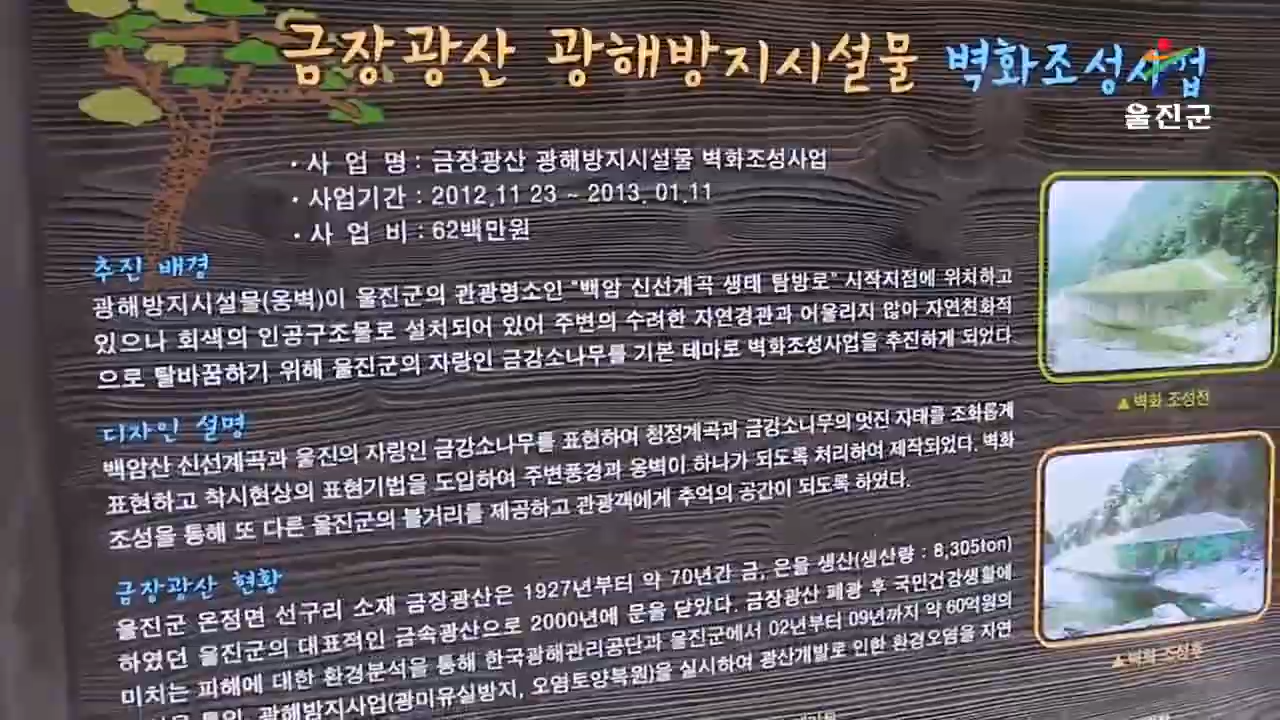 금장광산 광해방지시설물 벽화조성사업
울진군
· 사 업 명 : 금장광산 광해방지시설물 벽화조성사업
· 사업기간 : 2012.11 23 ~ 2013. 01.11
· 사 업 비 : 62백만원
추진 배경
광해방지시설물(옹벽)이 울진군의 관광명소인 "백암 신선계곡 생태 탐방로" 시작지점에 위치하고
있으나 회색의 인공구조물로 설치되어 있어 주변의 수려한 자연경관과 어울리지 않아 자연친화적
으로 탈바꿈하기 위해 울진군의 자랑인 금강소나무를 기본 테마로 벽화조성사업을 추진하게 되었다.
▲벽화 조성전
디자인 설명
백암산 신선계곡과 울진의 자랑인 금강소나무를 표현하여 청정계곡과 금강소나무의 멋진 자태를 조화롭게
표현하고 착시현상의 표현기법을 도입하여 주변풍경과 옹벽이 하나가 되도록 처리하여 제작되었다. 벽화
조성을 통해 또 다른 울진군의 볼거리를 제공하고 관광객에게 추억의 공간이 되도록 하였다.
금장광산 현황
울진군 온정면 선구리 소재 금장광산은 1927년부터 약 70년간 금, 은을 생산(생산량 : 8,305ton)
하였던 울진군의 대표적인 금속광산으로 2000년에 문을 닫았다. 금장광산 폐광 후 국민건강생활에
미치는 피해에 대한 환경분석을 통해 한국광해관리공단과 울진군에서 02년부터 09년까지 약 60억원의
광해방지사업(광미유실방지, 오염토양복원)을 실시하여 광산개발로 인한 환경오염을 자연
▲벽화 조성후